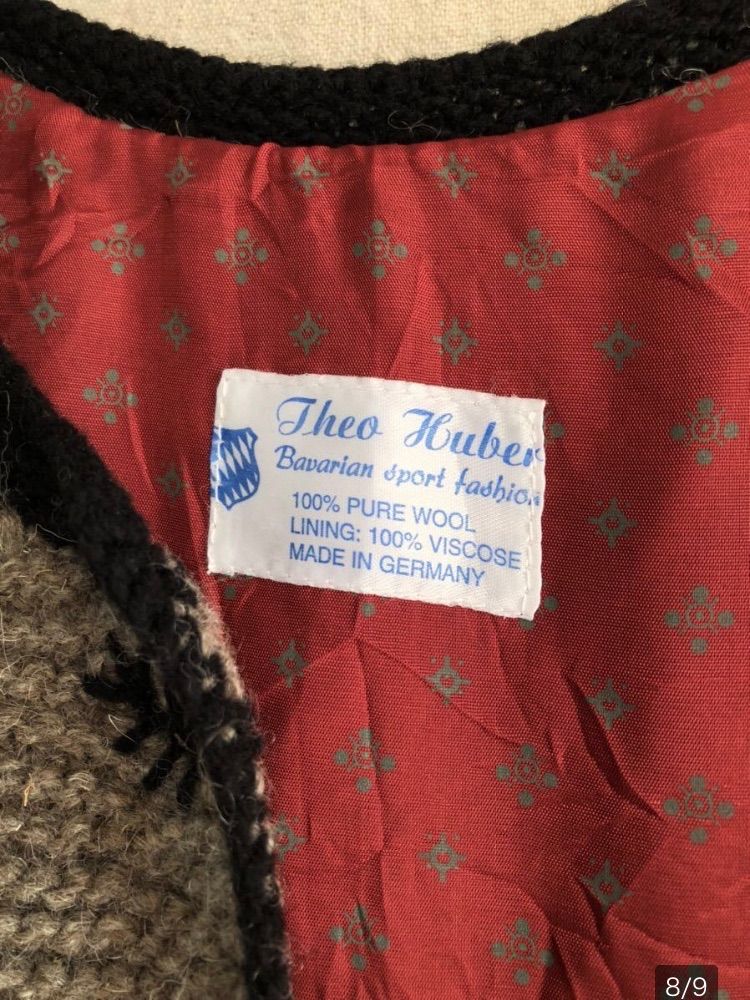 Theo Huber
Bavarian sport fashion
100% PURE WOOL
LINING: 100% VISCOSE
MADE IN GERMANY
8/9